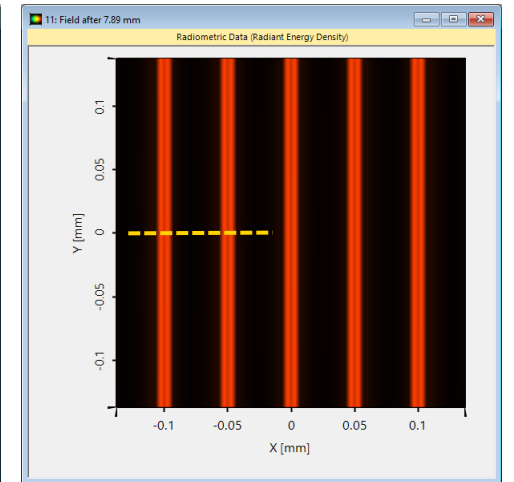 11: Field after 7.89 mm
Radiometric Data (Radiant Energy Density)
0.1
0.05
0
-0.05
-0.1
Y [mm]
-0.1 -0.05 0 0.05 0.1
X [mm]